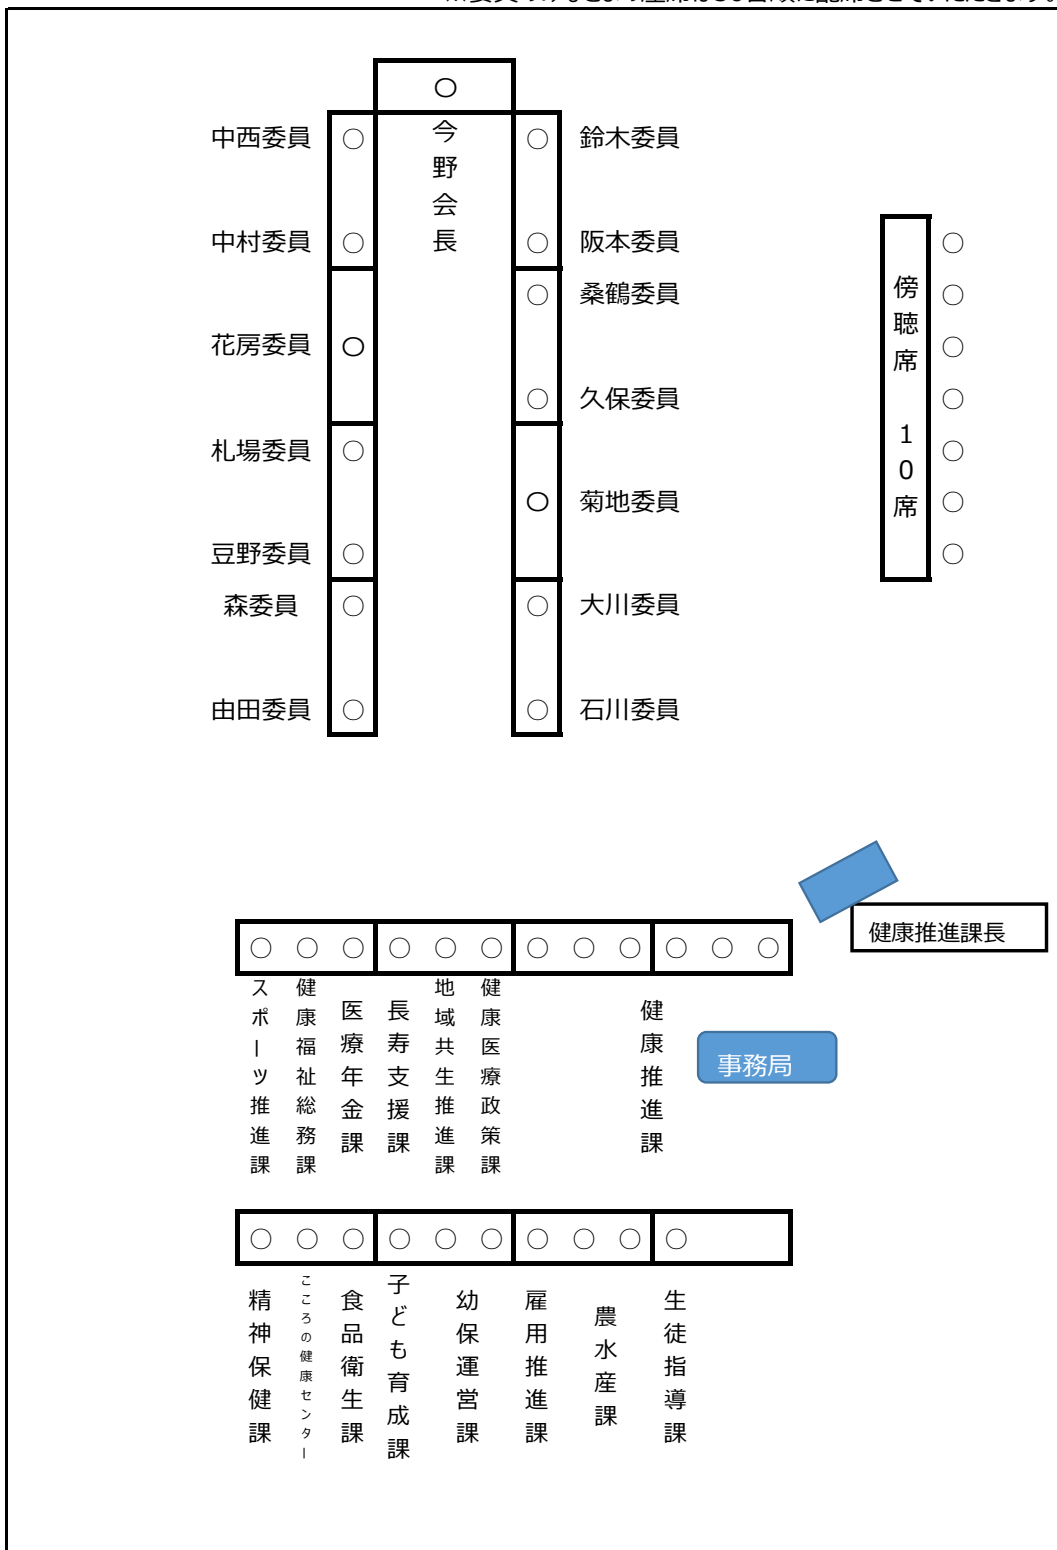 今野会長
中西委員
鈴木委員
中村委員
阪本委員
桑鶴委員
花房委員
久保委員
札場委員
菊地委員
豆野委員
森委員
大川委員
由田委員
石川委員
傍聴席 10席
健康推進課長
スポーツ推進課
健康福祉総務課
医療年金課
長寿支援課
地域共生推進課
健康医療政策課
健康推進課
事務局
精神保健課
こころの健康センター
食品衛生課
子ども育成課
幼保運営課
雇用推進課
農水産課
生徒指導課